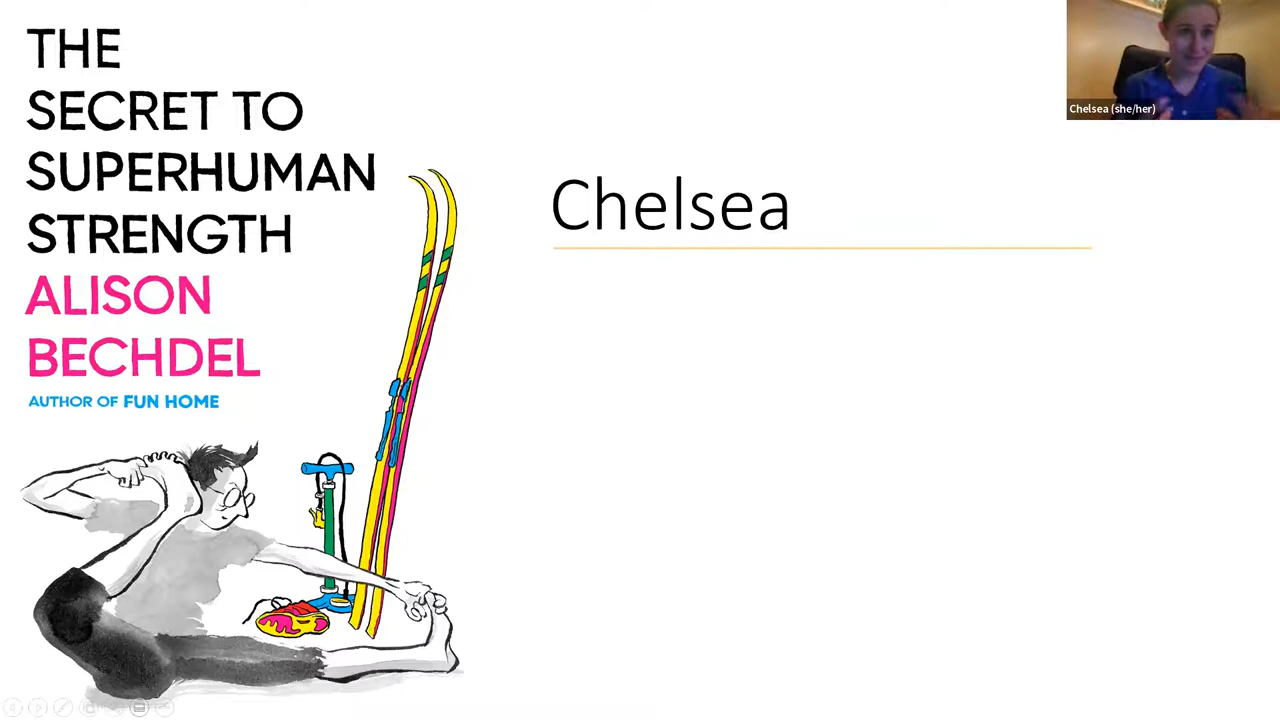 THE
SECRET TO
SUPERHUMAN
STRENGTH
ALISON
BECHDEL
AUTHOR OF FUN HOME
Chelsea
Chelsea (she/her)